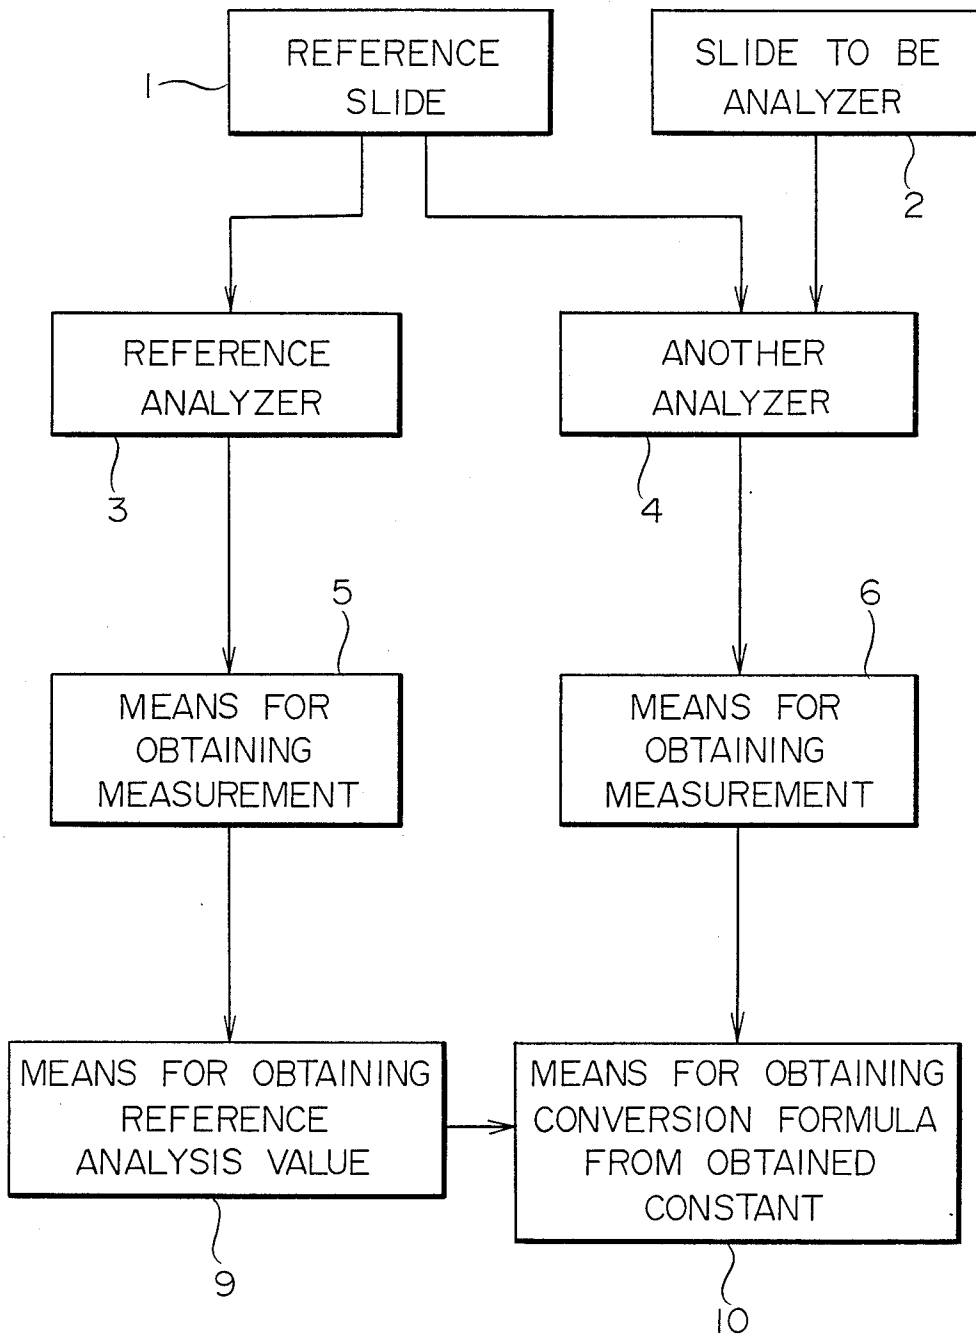 REFERENCE
SLIDE
1
SLIDE TO BE
ANALYZER
2
REFERENCE
ANALYZER
3
ANOTHER
ANALYZER
4
5
MEANS FOR
OBTAINING
MEASUREMENT
6
MEANS FOR
OBTAINING
MEASUREMENT
MEANS FOR OBTAINING
REFERENCE
ANALYSIS VALUE
9
MEANS FOR OBTAINING
CONVERSION FORMULA
FROM OBTAINED
CONSTANT
10